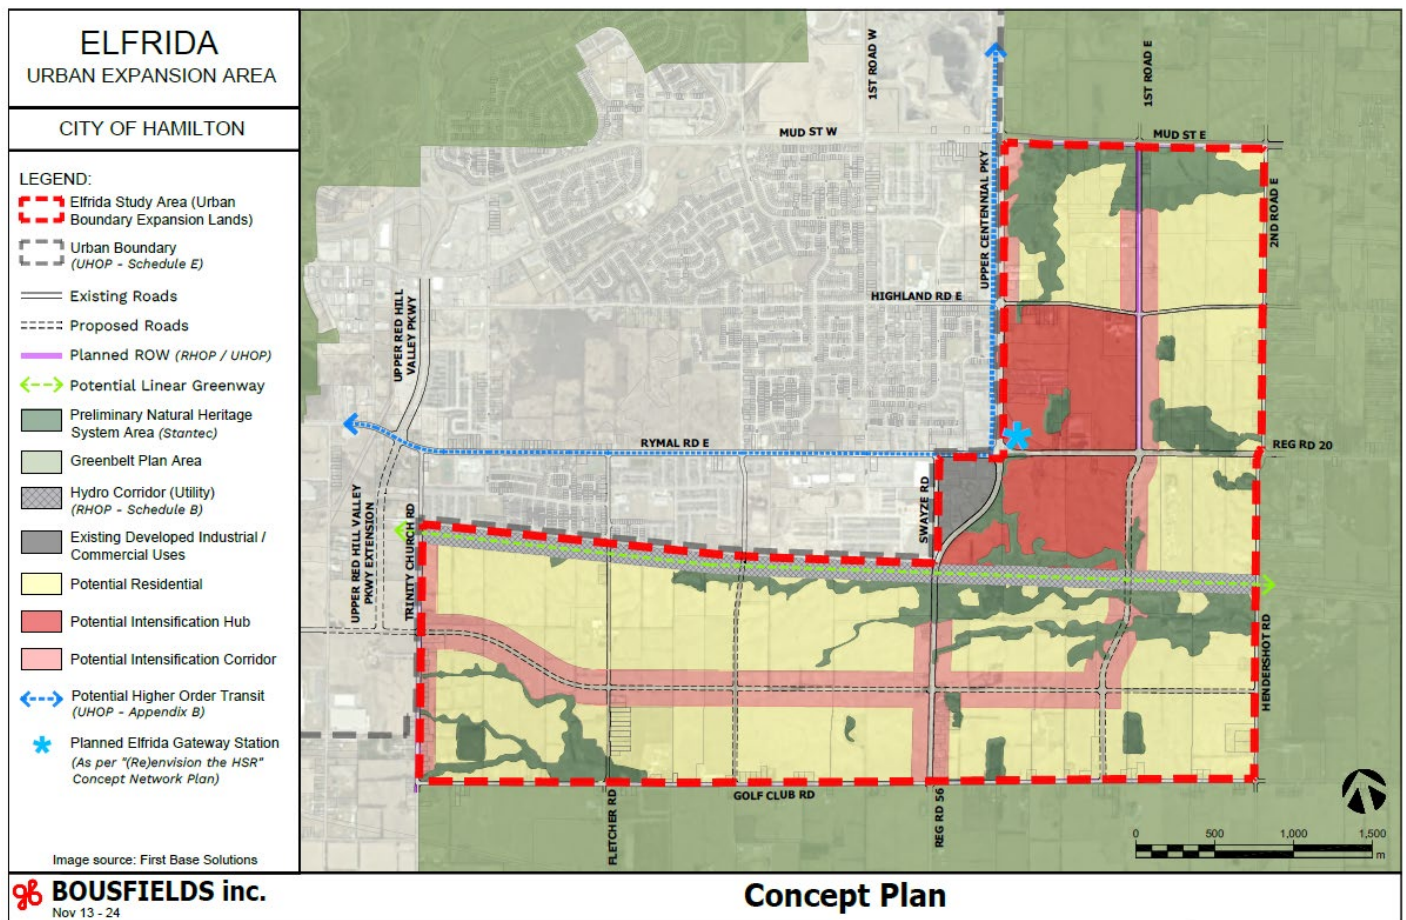 ELFRIDA
URBAN EXPANSION AREA
CITY OF HAMILTON
LEGEND:
Elfrida Study Area (Urban
Boundary Expansion Lands)
Urban Boundary
(UHOP - Schedule E)
Existing Roads
Proposed Roads
Planned ROW (RHOP / UHOP)
Potential Linear Greenway
Preliminary Natural Heritage
System Area (Stantec)
Greenbelt Plan Area
Hydro Corridor (Utility)
(RHOP - Schedule B)
Existing Developed Industrial /
Commercial Uses
Potential Residential
Potential Intensification Hub
Potential Intensification Corridor
Potential Higher Order Transit
(UHOP - Appendix B)
Planned Elfrida Gateway Station
(As per "(Re)envision the HSR"
Concept Network Plan)
Image source: First Base Solutions
1ST ROAD W
1ST ROAD E
MUD ST W
MUD ST E
UPPER CENTENNIAL PKY
2ND ROAD E
HIGHLAND RD E
UPPER RED HILL
VALLEY PKWY
RYMAL RD E
REG RD 20
SWAYZE RD
UPPER RED HILL VALLEY
PKWY EXTENSION
TRINITY CHURCH RD
HENDERSHOT RD
GOLF CLUB RD
FLETCHER RD
REG RD 56
0 500 1,000 1,500
m
BOUSFIELDS inc.
Nov 13 - 24
Concept Plan